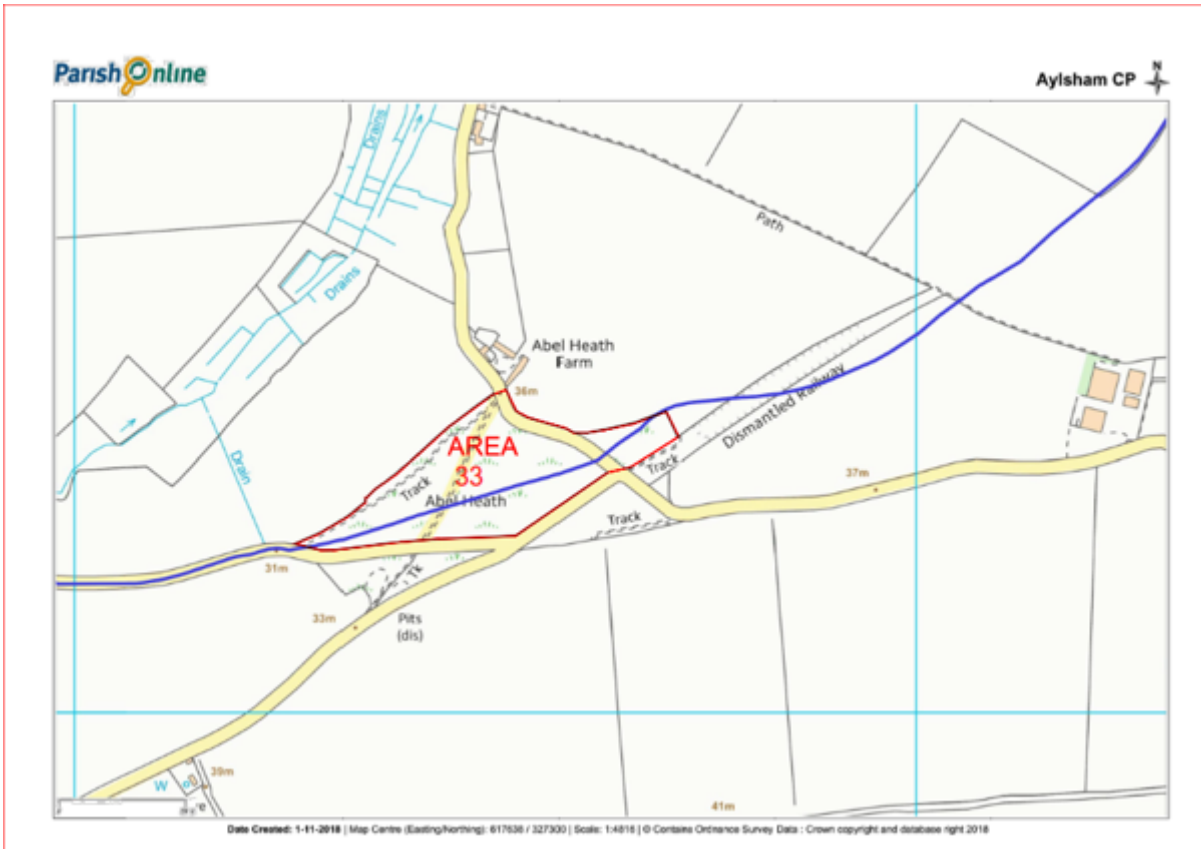 Parish Online
Aylsham CP
N
Drains
Drains
Path
Abel Heath
Farm
36m
Dismantled Railway
AREA
33
Track
Track
Abel Heath
Drain
37m
Track
31m
Tk
33m
Pits
(dis)
39m
W
41m
Date Created: 1-11-2018 | Map Centre (Easting/Northing): 617636 / 327300 | Scale: 1:4816 | © Contains Ordnance Survey Data : Crown copyright and database right 2018